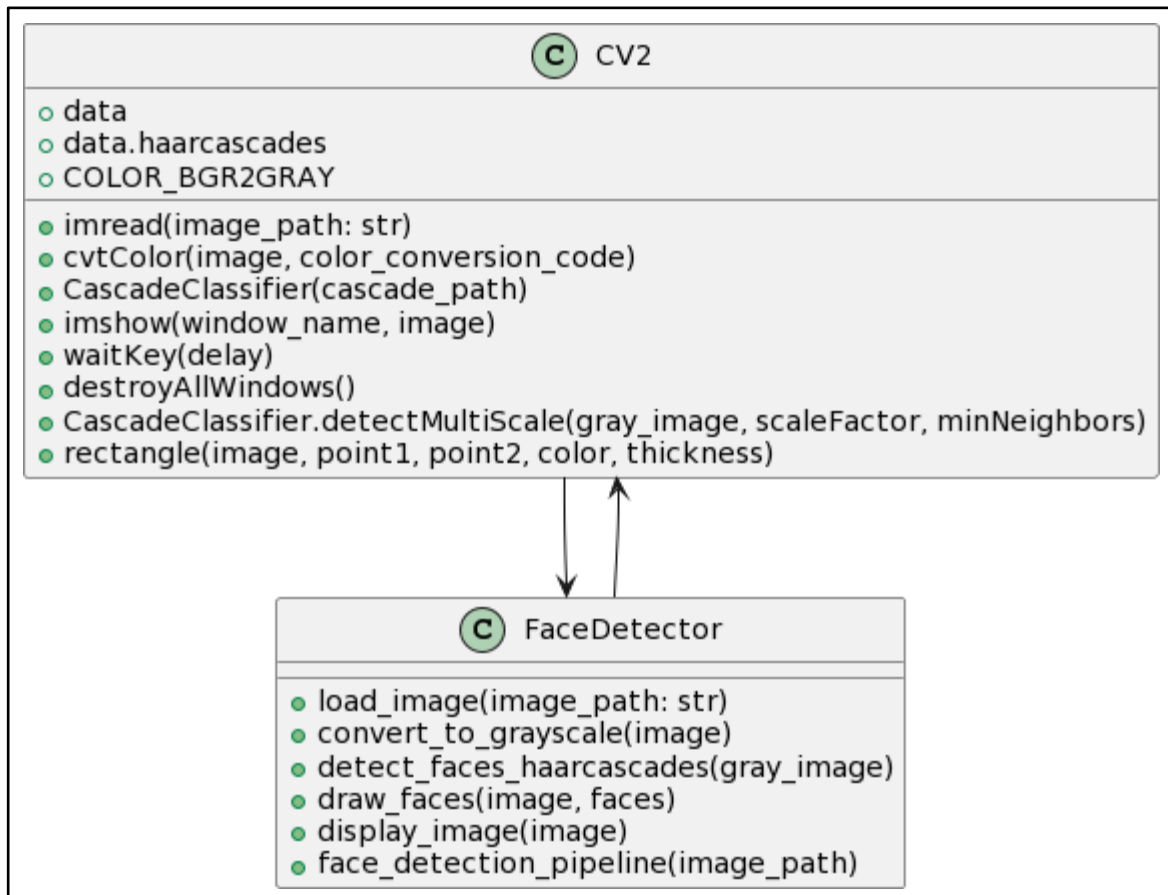 C CV2
data
data.haarcascades
COLOR_BGR2GRAY
imread(image_path: str)
cvtColor(image, color_conversion_code)
CascadeClassifier(cascade_path)
imshow(window_name, image)
waitKey(delay)
destroyAllWindows()
CascadeClassifier.detectMultiScale(gray_image, scaleFactor, minNeighbors)
rectangle(image, point1, point2, color, thickness)
C FaceDetector
load_image(image_path: str)
convert_to_grayscale(image)
detect_faces_haarcascades(gray_image)
draw_faces(image, faces)
display_image(image)
face_detection_pipeline(image_path)